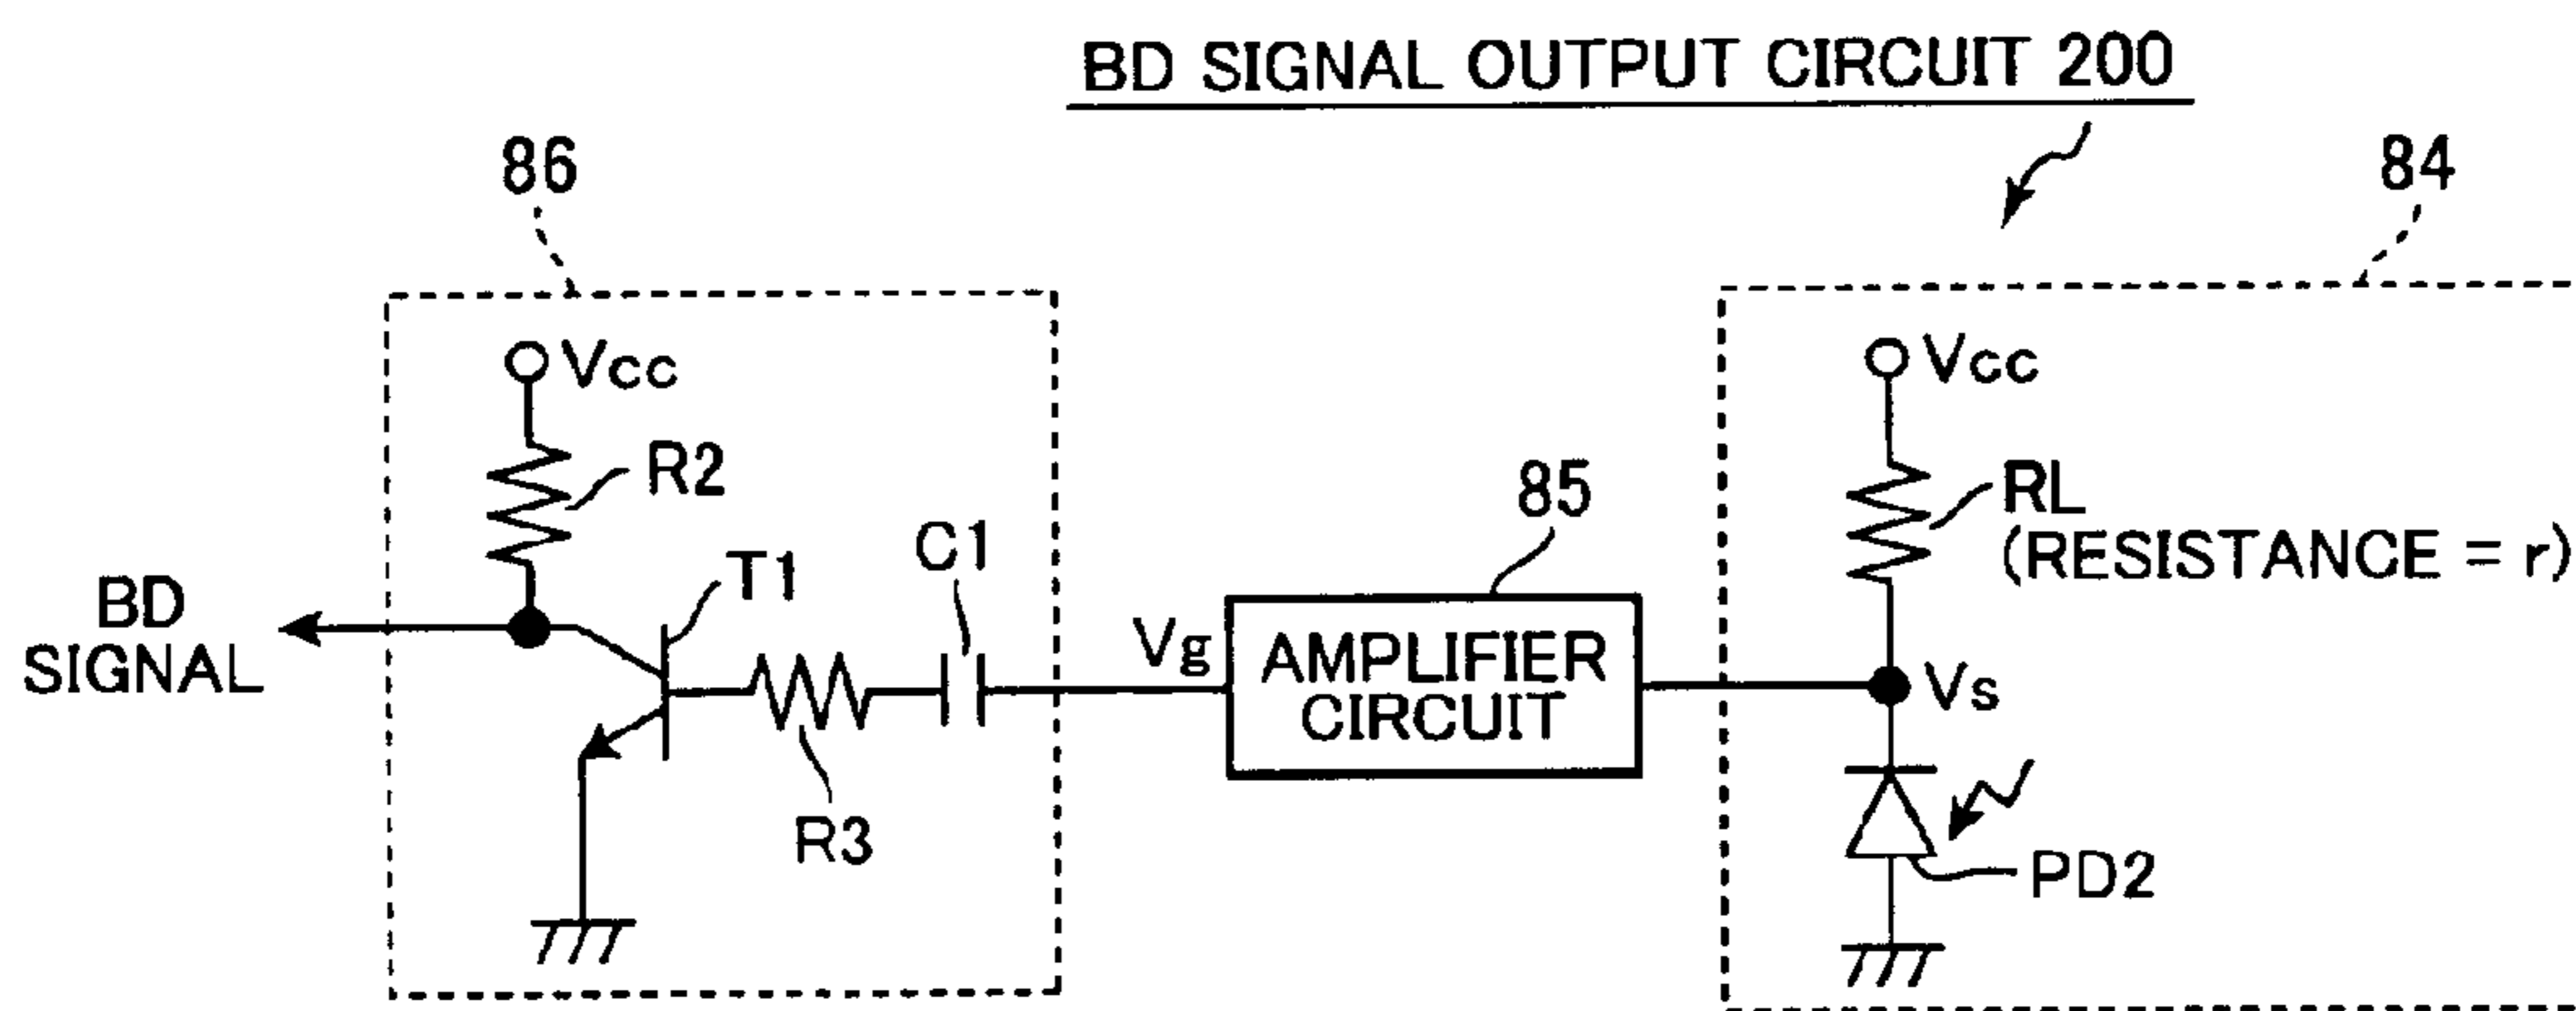 BD SIGNAL OUTPUT CIRCUIT 200
86
84
Vcc
R2
T1
C1
R3
BD
SIGNAL
Vg
85
AMPLIFIER
CIRCUIT
Vcc
RL
(RESISTANCE = r)
Vs
PD2